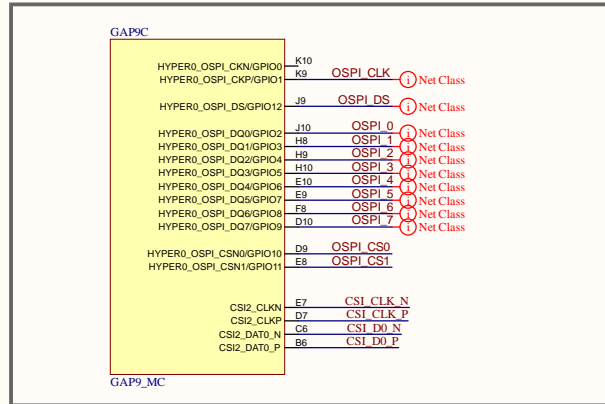 GAP9C
HYPER0_OSPI_CKN/GPIO0 K10
HYPER0_OSPI_CKP/GPIO1 K9 OSPI_CLK i Net Class
HYPER0_OSPI_DS/GPIO12 J9 OSPI_DS i Net Class
HYPER0_OSPI_DQ0/GPIO2 J10 OSPI_0 i Net Class
HYPER0_OSPI_DQ1/GPIO3 H8 OSPI_1 i Net Class
HYPER0_OSPI_DQ2/GPIO4 H9 OSPI_2 i Net Class
HYPER0_OSPI_DQ3/GPIO5 H10 OSPI_3 i Net Class
HYPER0_OSPI_DQ4/GPIO6 E10 OSPI_4 i Net Class
HYPER0_OSPI_DQ5/GPIO7 E9 OSPI_5 i Net Class
HYPER0_OSPI_DQ6/GPIO8 F8 OSPI_6 i Net Class
HYPER0_OSPI_DQ7/GPIO9 D10 OSPI_7 i Net Class
HYPER0_OSPI_CSN0/GPIO10 D9 OSPI_CS0
HYPER0_OSPI_CSN1/GPIO11 E8 OSPI_CS1
CSI2_CLKN E7 CSI_CLK_N
CSI2_CLKP D7 CSI_CLK_P
CSI2_DAT0_N C6 CSI_D0_N
CSI2_DAT0_P B6 CSI_D0_P
GAP9_MC